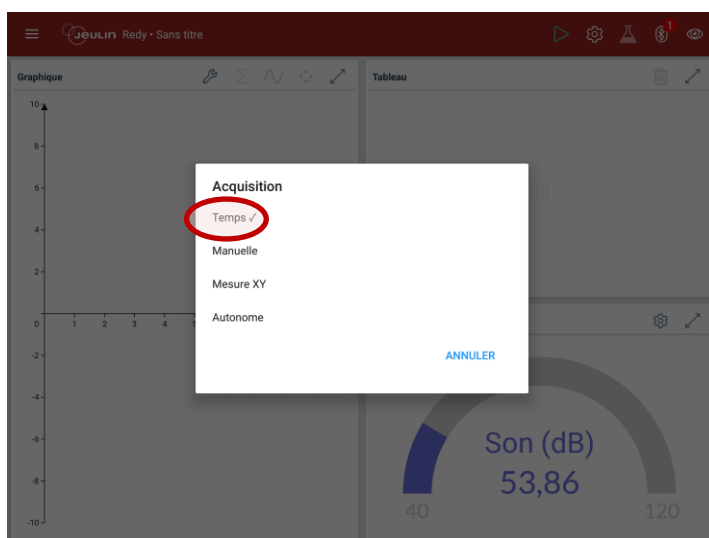 Jeulin Redy • Sans titre
1
Graphique
Tableau
10
8
6
4
2
0 1 2 3 4 5
-2
-4
-6
-8
-10
Acquisition
Temps ✓
Manuelle
Mesure XY
Autonome
ANNULER
Son (dB)
53,86
40 120